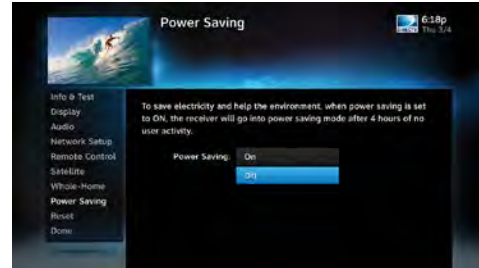 Power Saving
6:18p
Thu 3/4
Info & Test
Display
Audio
Network Setup
Remote Control
Satellite
Whole-Home
Power Saving
Reset
Done
To save electricity and help the environment, when power saving is set
to ON, the receiver will go into power saving mode after 4 hours of no
user activity.
Power Saving:
On
Off